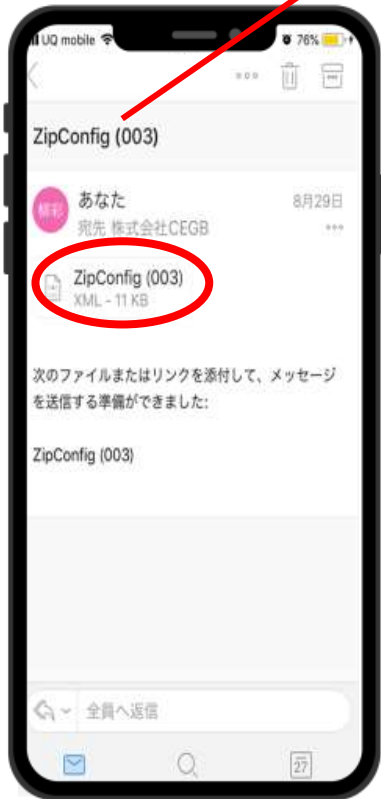 UQ mobile
76%
ZipConfig (003)
あなた
8月29日
宛先 株式会社CEGB
ZipConfig (003)
XML - 11 KB
次のファイルまたはリンクを添付して、メッセージ
を送信する準備ができました:
ZipConfig (003)
全員へ返信
27